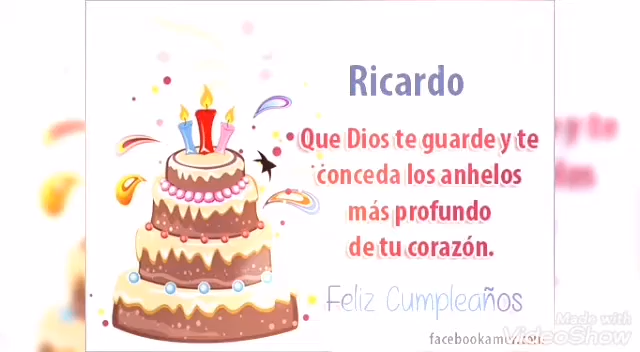 Ricardo
Que Dios te guarde y te
conceda los anhelos
más profundo
de tu corazón.
Feliz Cumpleaños
Made with
VideoShow